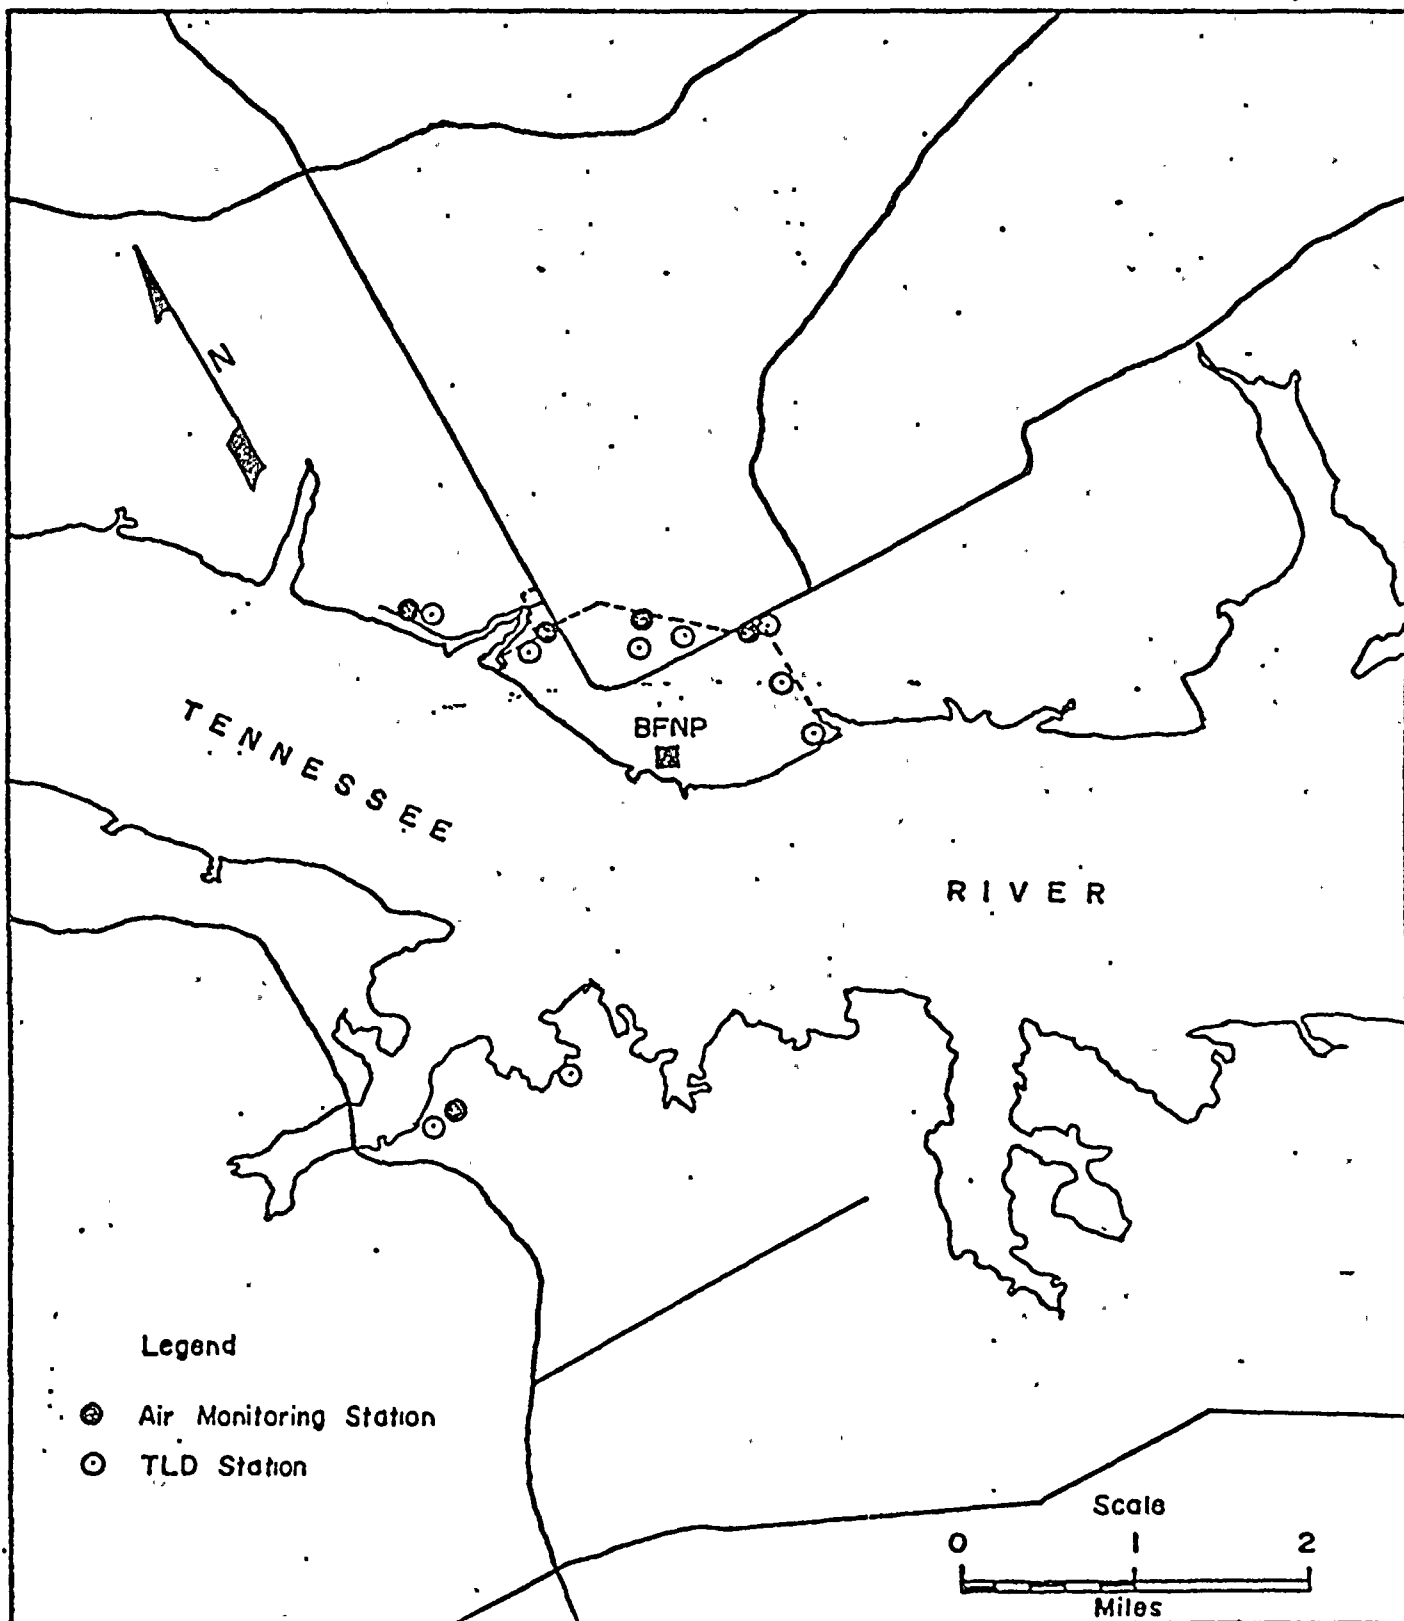 N
BFNP
TENNESSEE
RIVER
Legend
Air Monitoring Station
TLD Station
Scale
0 1 2
Miles